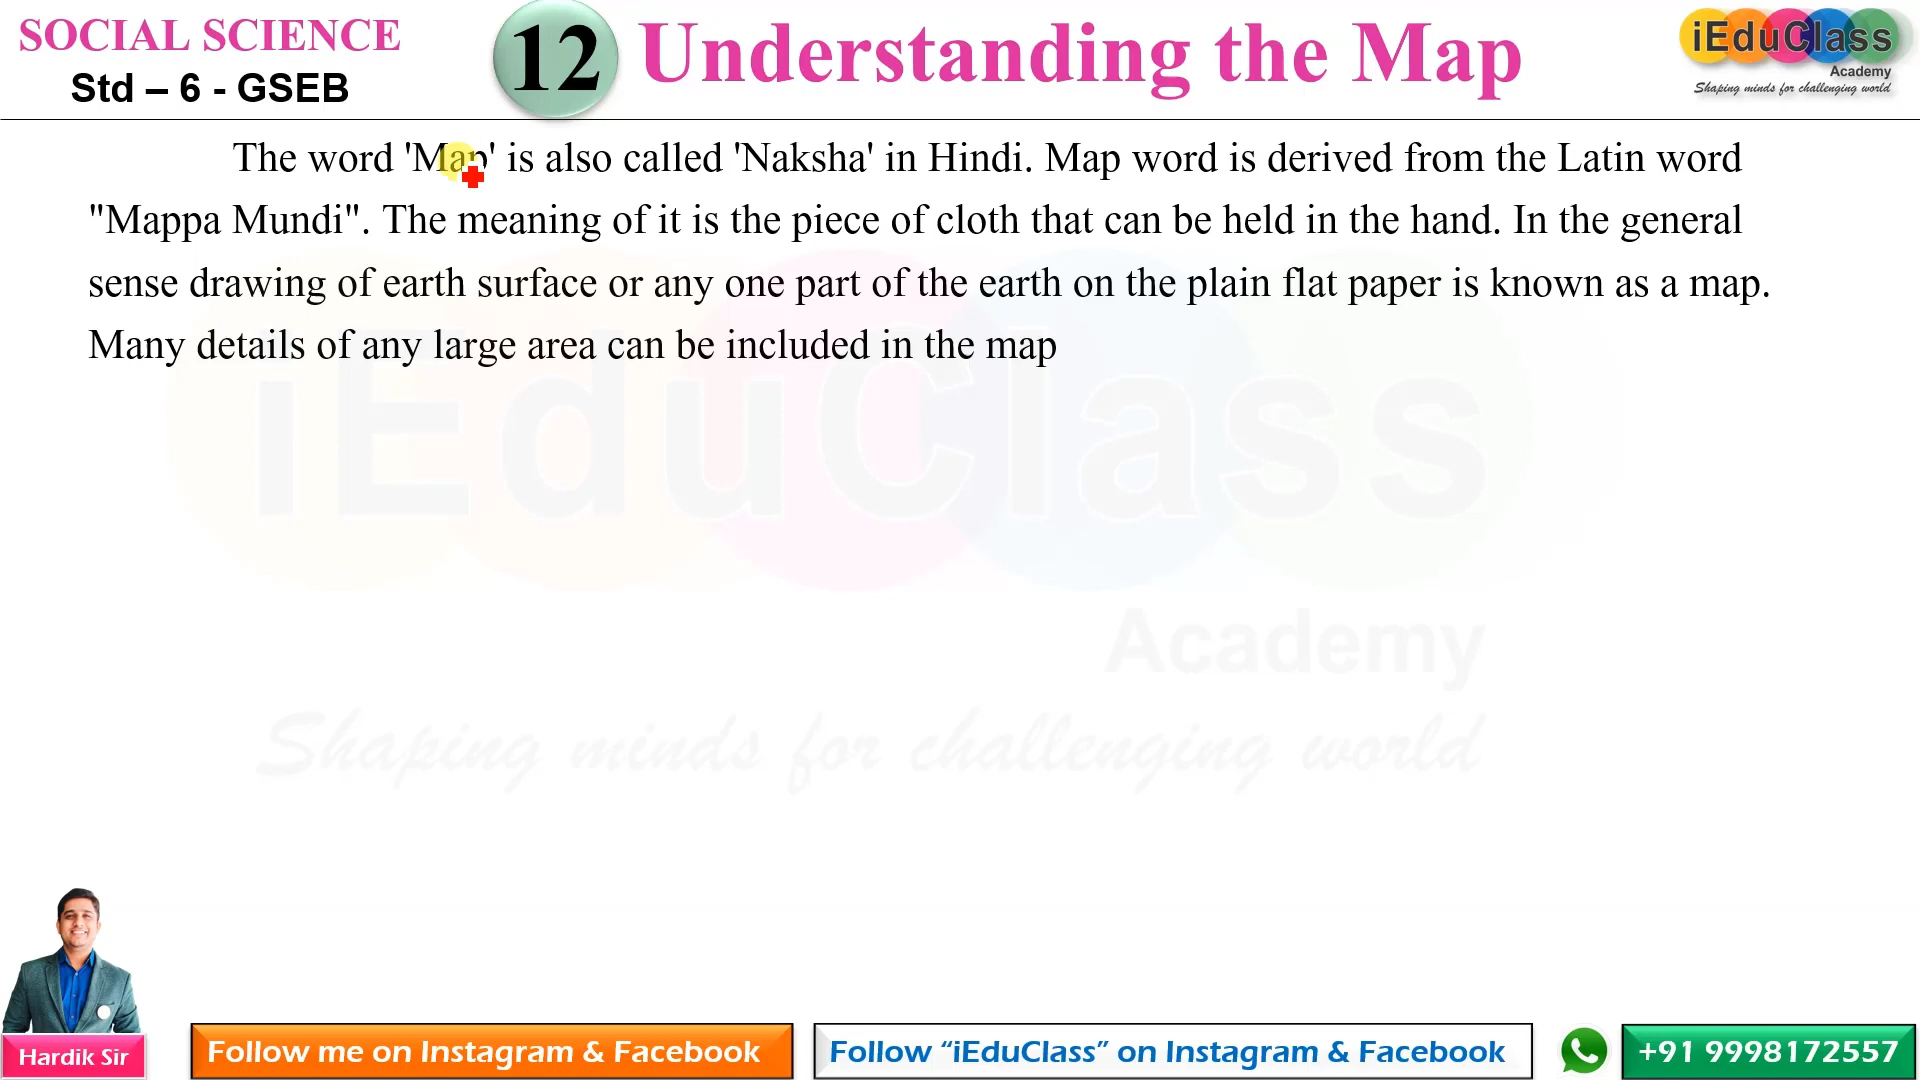 SOCIAL SCIENCE
Std – 6 - GSEB
12
Understanding the Map
iEduClass
Academy
Shaping minds for challenging world
The word 'Map' is also called 'Naksha' in Hindi. Map word is derived from the Latin word
"Mappa Mundi". The meaning of it is the piece of cloth that can be held in the hand. In the general
sense drawing of earth surface or any one part of the earth on the plain flat paper is known as a map.
Many details of any large area can be included in the map
iEduClass
Academy
Shaping minds for challenging world
Hardik Sir
Follow me on Instagram & Facebook
Follow “iEduClass” on Instagram & Facebook
+91 9998172557